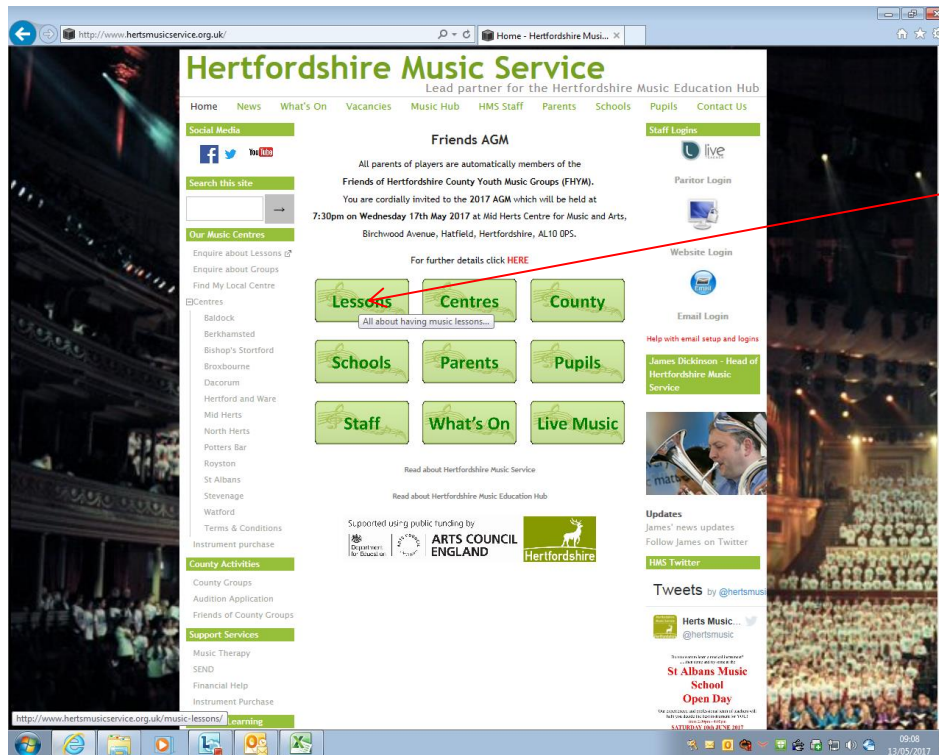 http://www.hertsmusicservice.org.uk/
Home - Hertfordshire Musi...
Hertfordshire Music Service
Lead partner for the Hertfordshire Music Education Hub
Home News What's On Vacancies Music Hub HMS Staff Parents Schools Pupils Contact Us
Social Media
You Tube
Search this site
Our Music Centres
Enquire about Lessons
Enquire about Groups
Find My Local Centre
Centres
Baldock
Berkhamsted
Bishop's Stortford
Broxbourne
Dacorum
Hertford and Ware
Mid Herts
North Herts
Potters Bar
Royston
St Albans
Stevenage
Watford
Terms & Conditions
Instrument purchase
County Activities
County Groups
Audition Application
Friends of County Groups
Support Services
Music Therapy
SEND
Financial Help
Instrument Purchase
Learning
http://www.hertsmusicservice.org.uk/music-lessons/
Friends AGM
All parents of players are automatically members of the
Friends of Hertfordshire County Youth Music Groups (FHYM).
You are cordially invited to the 2017 AGM which will be held at
7:30pm on Wednesday 17th May 2017 at Mid Herts Centre for Music and Arts,
Birchwood Avenue, Hatfield, Hertfordshire, AL10 0PS.
For further details click HERE
Lessons Centres County
All about having music lessons...
Schools Parents Pupils
Staff What's On Live Music
Read about Hertfordshire Music Service
Read about Hertfordshire Music Education Hub
Supported using public funding by
Department for Education
ARTS COUNCIL
ENGLAND
Hertfordshire
Staff Logins
live
Paritor Login
Website Login
Email
Email Login
Help with email setup and logins
James Dickinson - Head of
Hertfordshire Music
Service
Updates
James' news updates
Follow James on Twitter
HMS Twitter
Tweets by @hertsmusi
Herts Music...
@hertsmusic
St Albans Music
School
Open Day
SATURDAY 10th JUNE 2017
09:08
13/05/2017